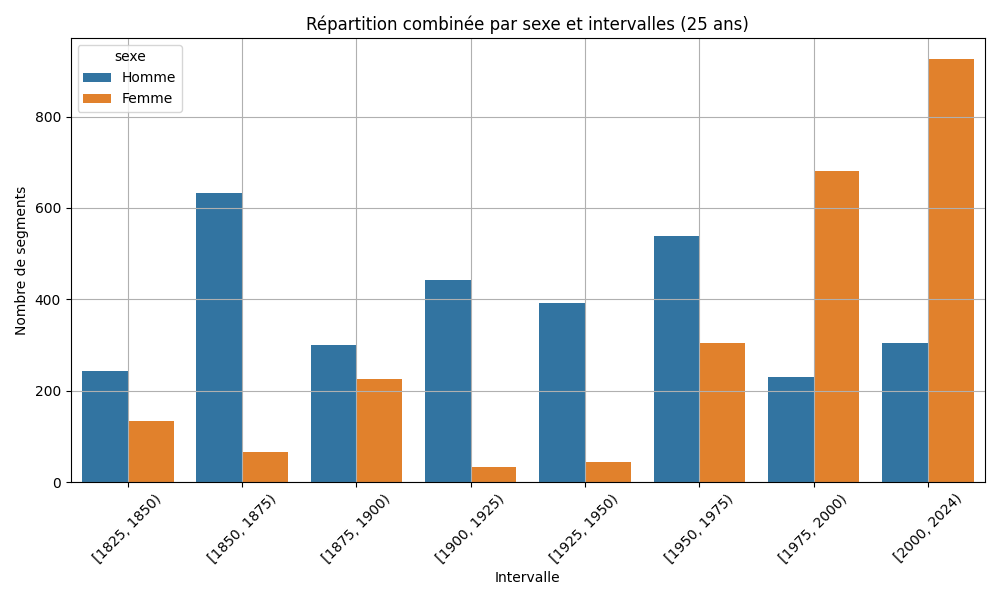 Répartition combinée par sexe et intervalles (25 ans)
sexe
Homme
Femme
Nombre de segments
800
600
400
200
0
[1825, 1850)
[1850, 1875)
[1875, 1900)
[1900, 1925)
[1925, 1950)
[1950, 1975)
[1975, 2000)
[2000, 2024)
Intervalle